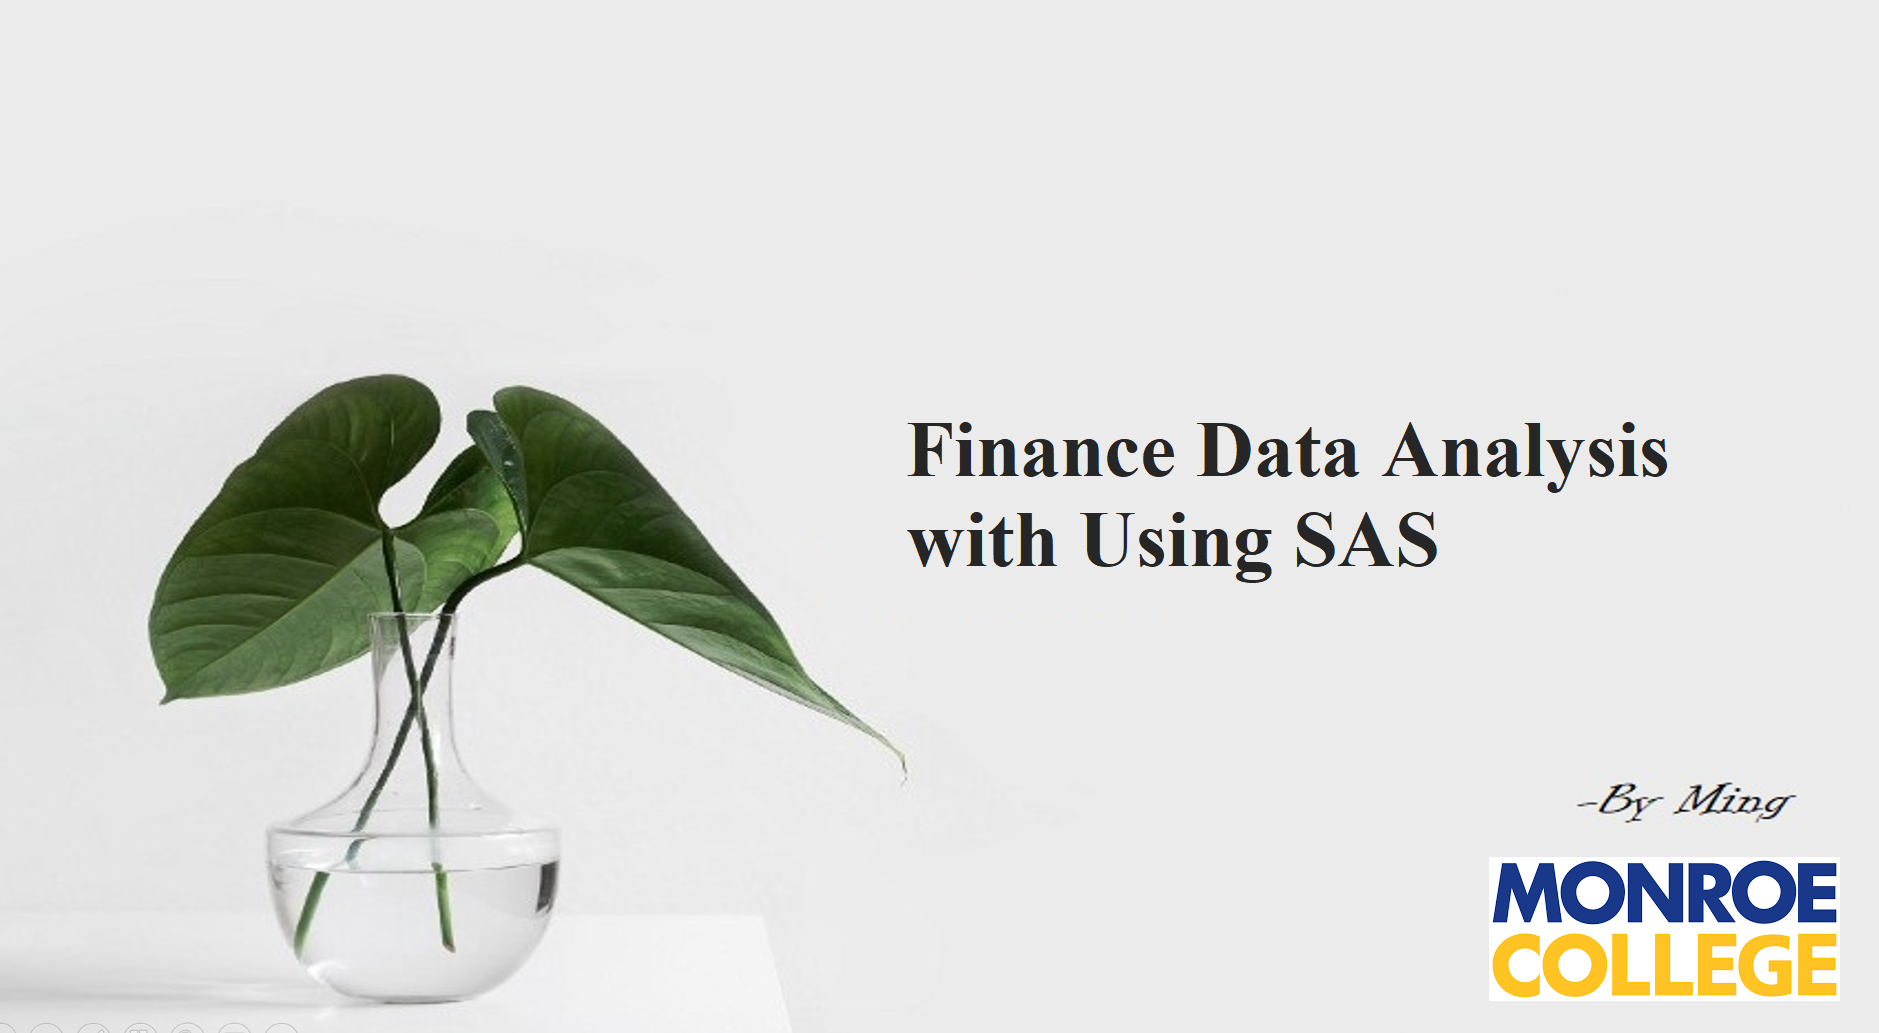 Finance Data Analysis
with Using SAS
-By Ming
MONROE
COLLEGE